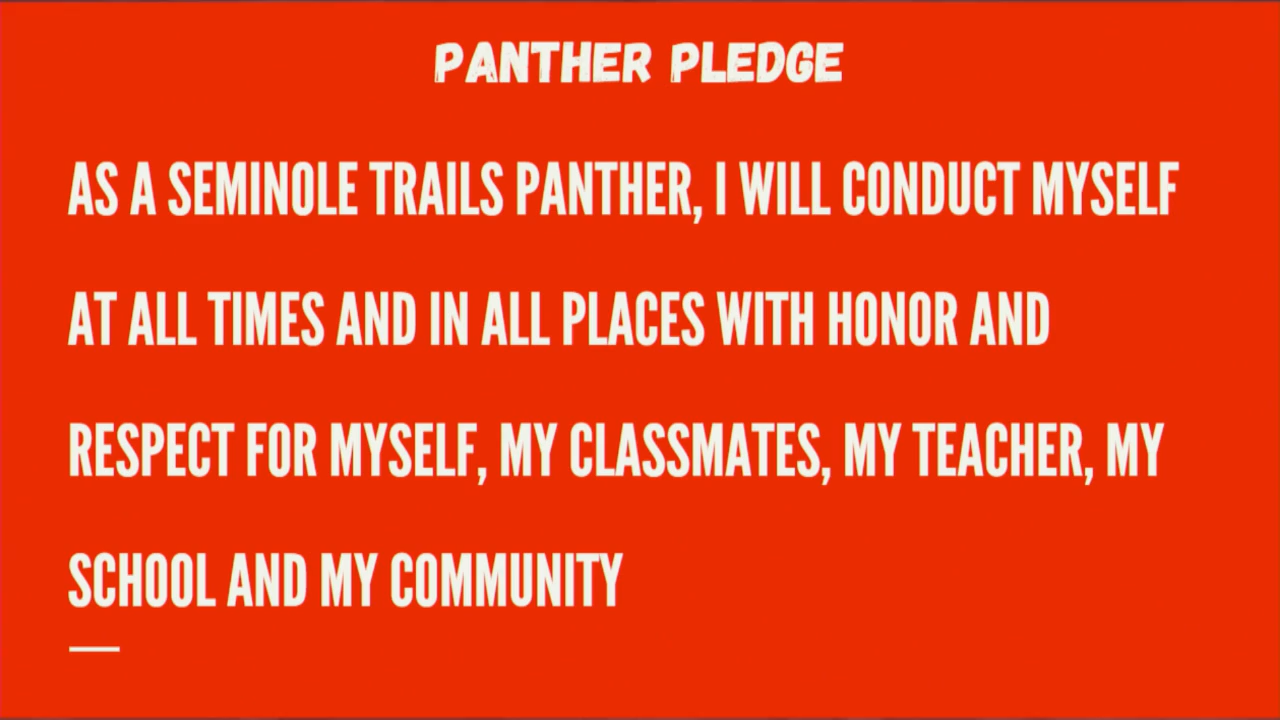 PANTHER PLEDGE
AS A SEMINOLE TRAILS PANTHER, I WILL CONDUCT MYSELF
AT ALL TIMES AND IN ALL PLACES WITH HONOR AND
RESPECT FOR MYSELF, MY CLASSMATES, MY TEACHER, MY
SCHOOL AND MY COMMUNITY